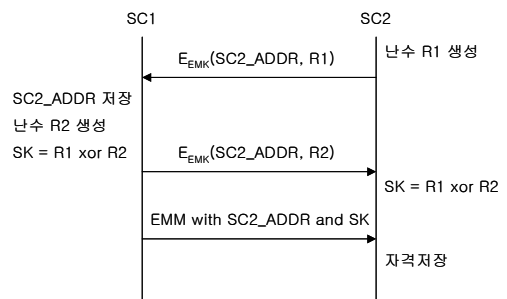 SC1 SC2
난수 R1 생성
E_EMK(SC2_ADDR, R1)
SC2_ADDR 저장
난수 R2 생성
SK = R1 xor R2
E_EMK(SC2_ADDR, R2)
SK = R1 xor R2
EMM with SC2_ADDR and SK
자격저장